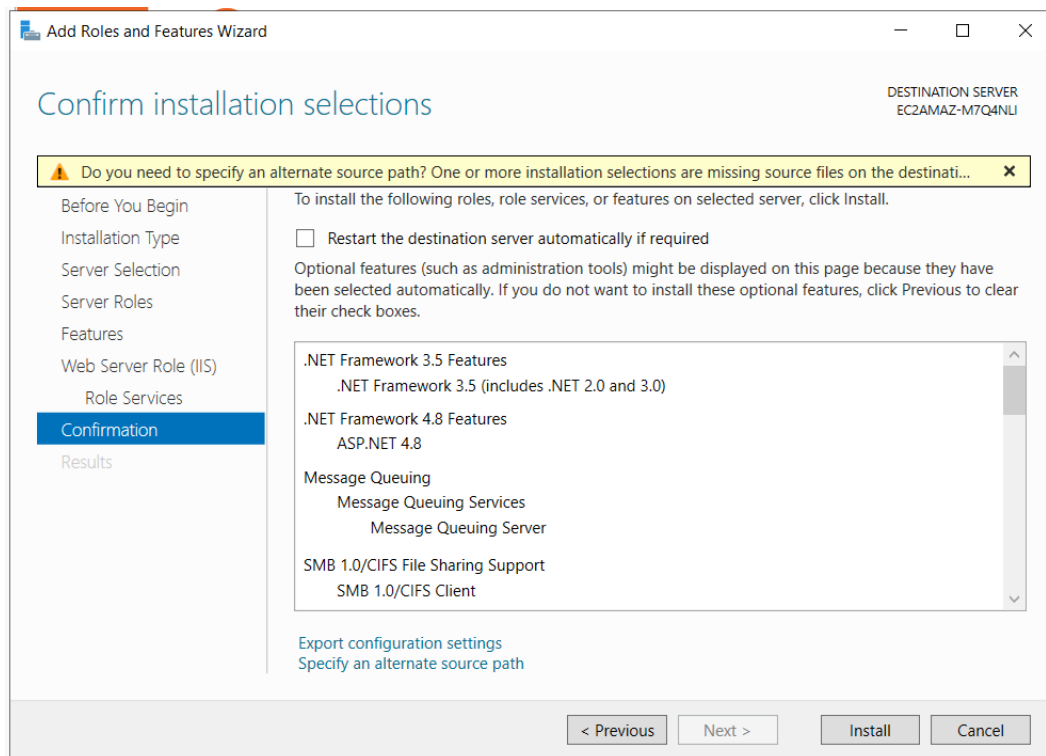 Add Roles and Features Wizard
Confirm installation selections
DESTINATION SERVER
EC2AMAZ-M7Q4NLI
Do you need to specify an alternate source path? One or more installation selections are missing source files on the destinati...
Before You Begin
Installation Type
Server Selection
Server Roles
Features
Web Server Role (IIS)
Role Services
Confirmation
Results
To install the following roles, role services, or features on selected server, click Install.
Restart the destination server automatically if required
Optional features (such as administration tools) might be displayed on this page because they have
been selected automatically. If you do not want to install these optional features, click Previous to clear
their check boxes.
.NET Framework 3.5 Features
.NET Framework 3.5 (includes .NET 2.0 and 3.0)
.NET Framework 4.8 Features
ASP.NET 4.8
Message Queuing
Message Queuing Services
Message Queuing Server
SMB 1.0/CIFS File Sharing Support
SMB 1.0/CIFS Client
Export configuration settings
Specify an alternate source path
< Previous
Next >
Install
Cancel